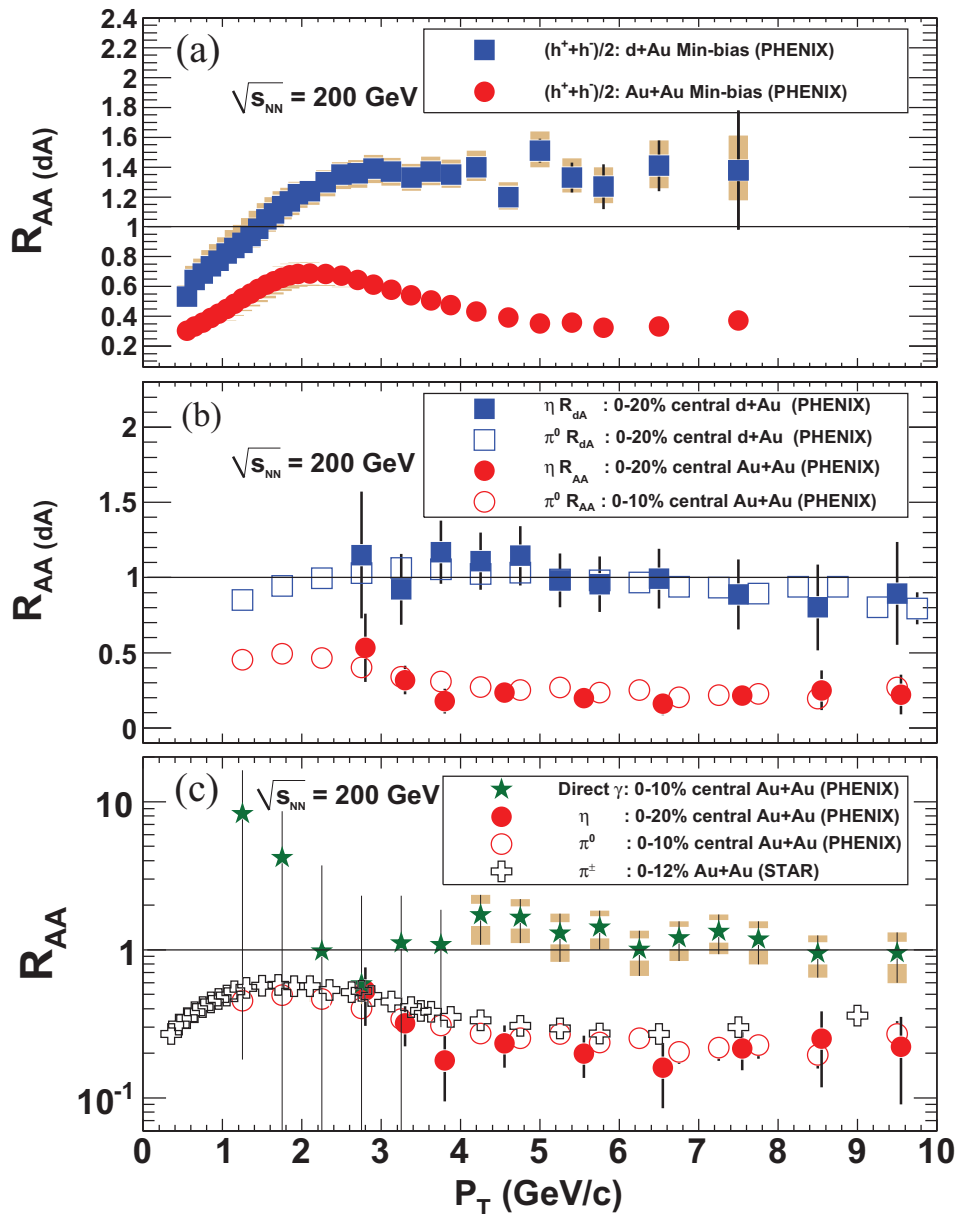 (a)
(h⁺+h⁻)/2: d+Au Min-bias (PHENIX)
(h⁺+h⁻)/2: Au+Au Min-bias (PHENIX)
√s_NN = 200 GeV
R_AA (dA)
2.4
2.2
2
1.8
1.6
1.4
1.2
1
0.8
0.6
0.4
0.2
(b)
η R_dA : 0-20% central d+Au (PHENIX)
π⁰ R_dA : 0-20% central d+Au (PHENIX)
η R_AA : 0-20% central Au+Au (PHENIX)
π⁰ R_AA : 0-10% central Au+Au (PHENIX)
√s_NN = 200 GeV
R_AA (dA)
2
1.5
1
0.5
0
(c)
√s_NN = 200 GeV
Direct γ: 0-10% central Au+Au (PHENIX)
η : 0-20% central Au+Au (PHENIX)
π⁰ : 0-10% central Au+Au (PHENIX)
π± : 0-12% Au+Au (STAR)
R_AA
10
1
10⁻¹
0 1 2 3 4 5 6 7 8 9 10
P_T (GeV/c)